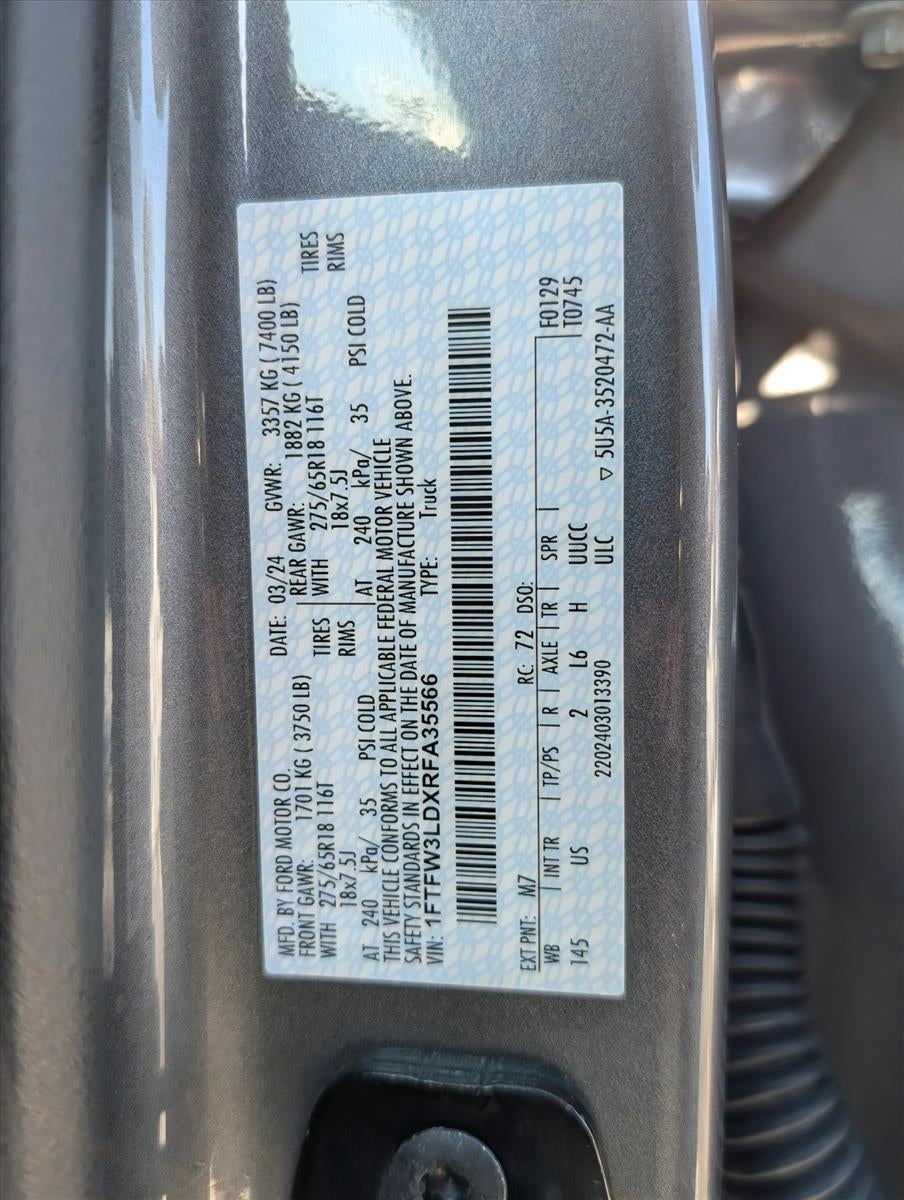 MFD. BY FORD MOTOR CO. DATE: 03/24 GVWR: 3357 KG ( 7400 LB)
FRONT GAWR: 1701 KG ( 3750 LB) REAR GAWR: 1882 KG ( 4150 LB)
WITH 275/65R18 116T TIRES WITH 275/65R18 116T TIRES
18x7.5J RIMS 18x7.5J RIMS
AT 240 kPa/ 35 PSI COLD AT 240 kPa/ 35 PSI COLD
THIS VEHICLE CONFORMS TO ALL APPLICABLE FEDERAL MOTOR VEHICLE
SAFETY STANDARDS IN EFFECT ON THE DATE OF MANUFACTURE SHOWN ABOVE.
VIN: 1FTFW3LDXRFA35566 TYPE: Truck
EXT PNT: M7 RC: 72 DSO: F0129
WB INT TR TP/PS R AXLE TR SPR T0745
145 US 2 L6 H UUCC
220240301339​0 ULC ▽ 5U5A-3520472-AA